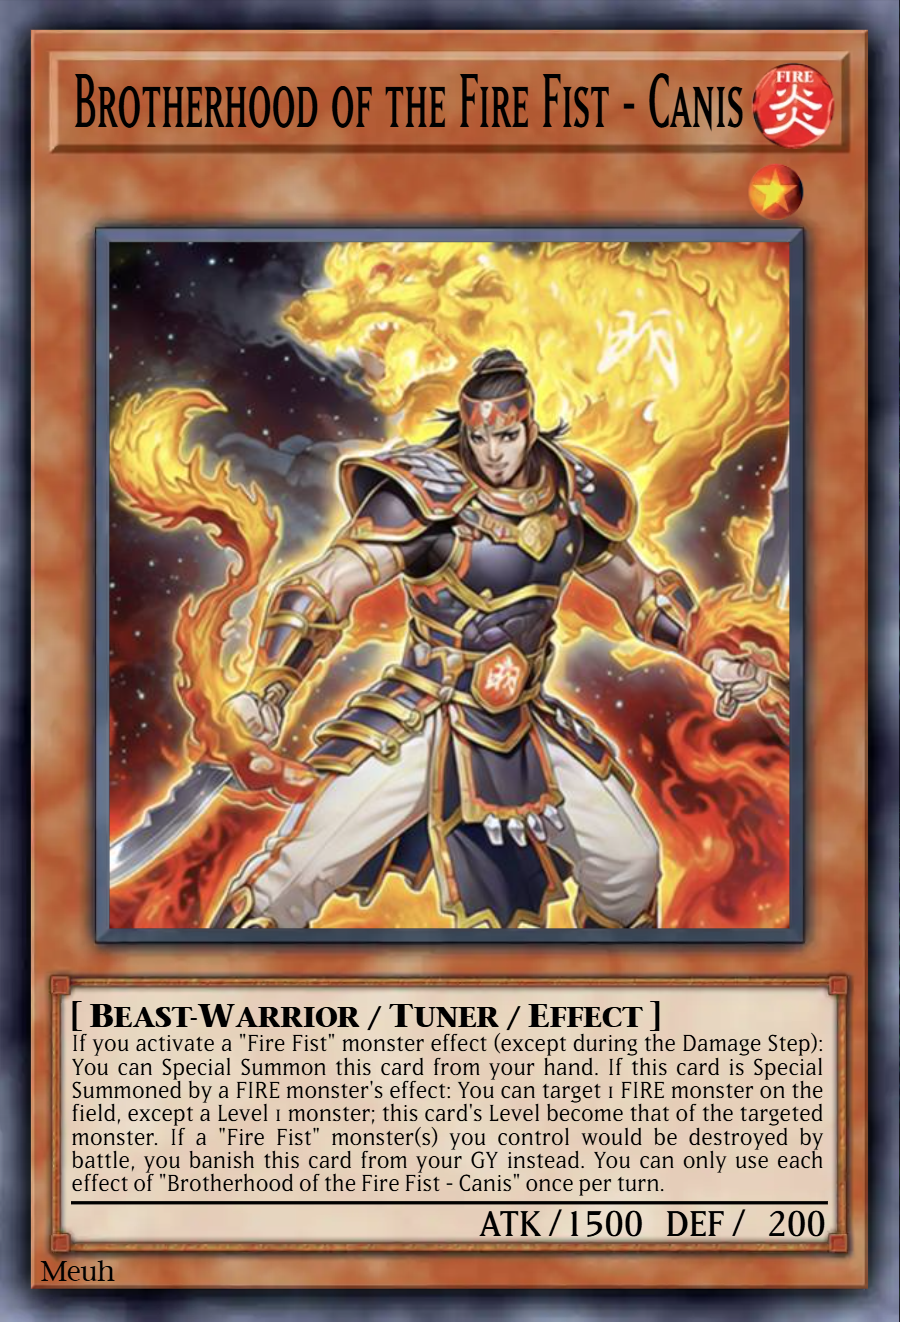 Brotherhood of the Fire Fist - Canis
FIRE
炎
[ Beast-Warrior / Tuner / Effect ]
If you activate a "Fire Fist" monster effect (except during the Damage Step):
You can Special Summon this card from your hand. If this card is Special
Summoned by a FIRE monster's effect: You can target 1 FIRE monster on the
field, except a Level 1 monster; this card's Level become that of the targeted
monster. If a "Fire Fist" monster(s) you control would be destroyed by
battle, you banish this card from your GY instead. You can only use each
effect of "Brotherhood of the Fire Fist - Canis" once per turn.
ATK / 1500 DEF / 200
Meuh